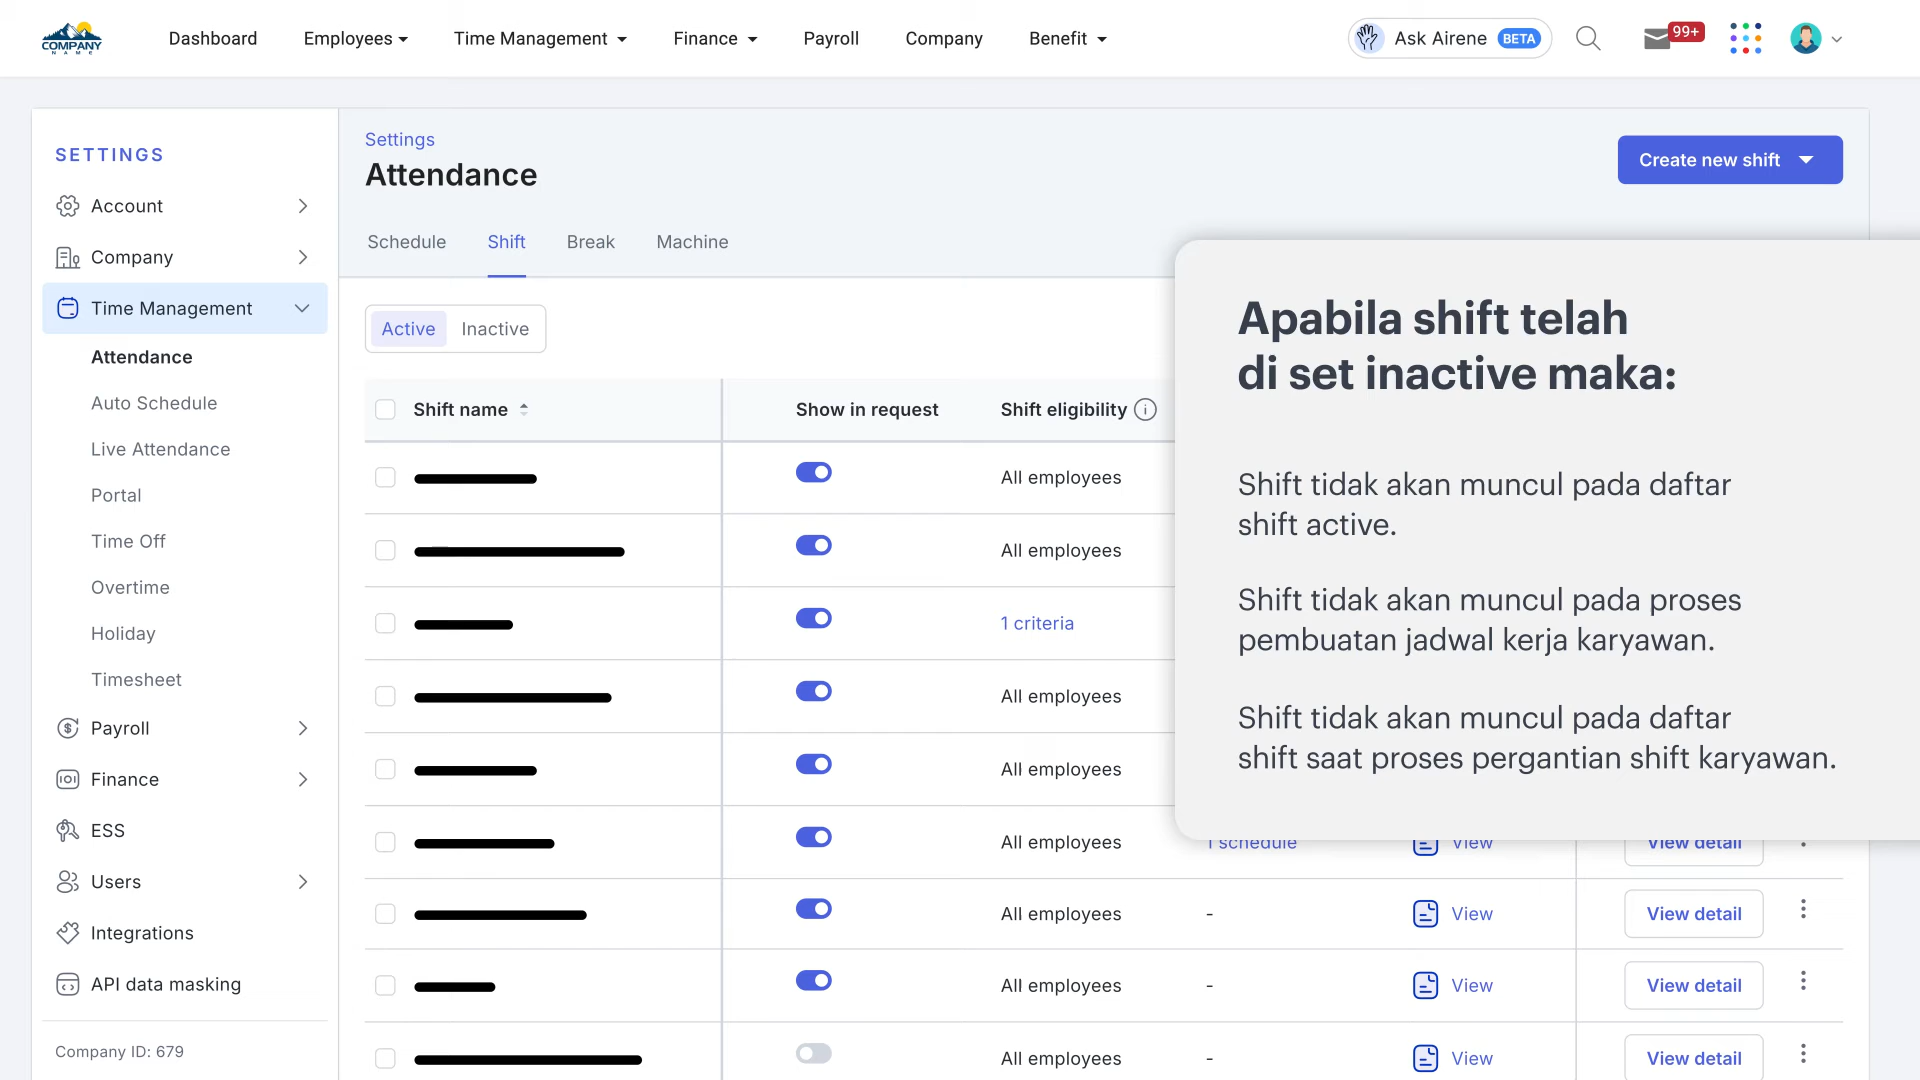 COMPANY
NAME
Dashboard
Employees
Time Management
Finance
Payroll
Company
Benefit
Ask Airene BETA
99+
SETTINGS
Account
Company
Time Management
Attendance
Auto Schedule
Live Attendance
Portal
Time Off
Overtime
Holiday
Timesheet
Payroll
Finance
ESS
Users
Integrations
API data masking
Company ID: 679
Settings
Attendance
Create new shift
Schedule
Shift
Break
Machine
Active
Inactive
Shift name
Show in request
Shift eligibility
All employees
All employees
1 criteria
All employees
All employees
All employees 1 schedule View View detail
All employees - View View detail
All employees - View View detail
All employees - View View detail
Apabila shift telah
di set inactive maka:
Shift tidak akan muncul pada daftar
shift active.
Shift tidak akan muncul pada proses
pembuatan jadwal kerja karyawan.
Shift tidak akan muncul pada daftar
shift saat proses pergantian shift karyawan.